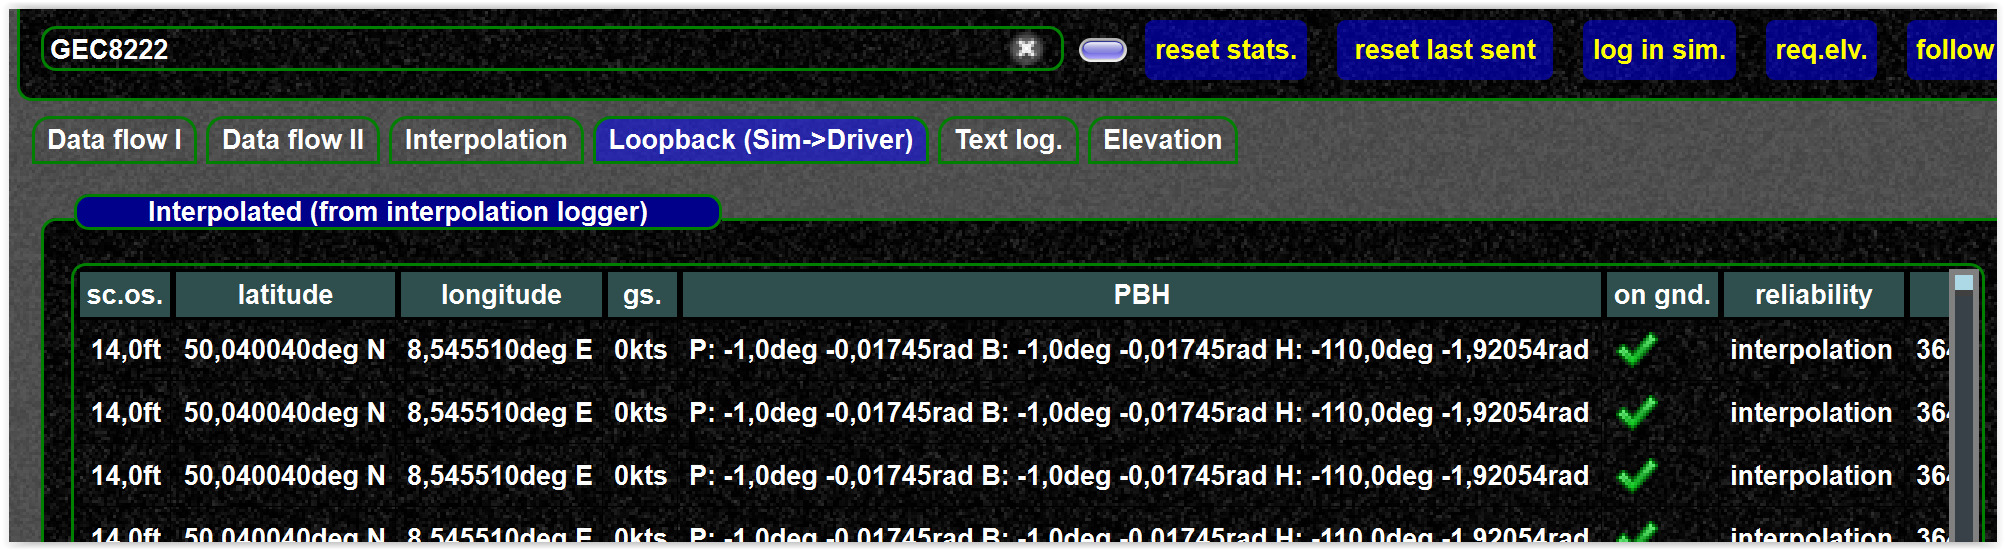 GEC8222 reset stats. reset last sent log in sim. req.elv. follow
Data flow I Data flow II Interpolation Loopback (Sim->Driver) Text log. Elevation
Interpolated (from interpolation logger)
sc.os. latitude longitude gs. PBH on gnd. reliability
14,0ft 50,040040deg N 8,545510deg E 0kts P: -1,0deg -0,01745rad B: -1,0deg -0,01745rad H: -110,0deg -1,92054rad interpolation 364
14,0ft 50,040040deg N 8,545510deg E 0kts P: -1,0deg -0,01745rad B: -1,0deg -0,01745rad H: -110,0deg -1,92054rad interpolation 364
14,0ft 50,040040deg N 8,545510deg E 0kts P: -1,0deg -0,01745rad B: -1,0deg -0,01745rad H: -110,0deg -1,92054rad interpolation 364
14,0ft 50,040040deg N 8,545510deg E 0kts P: -1,0deg -0,01745rad B: -1,0deg -0,01745rad H: -110,0deg -1,92054rad interpolation 364